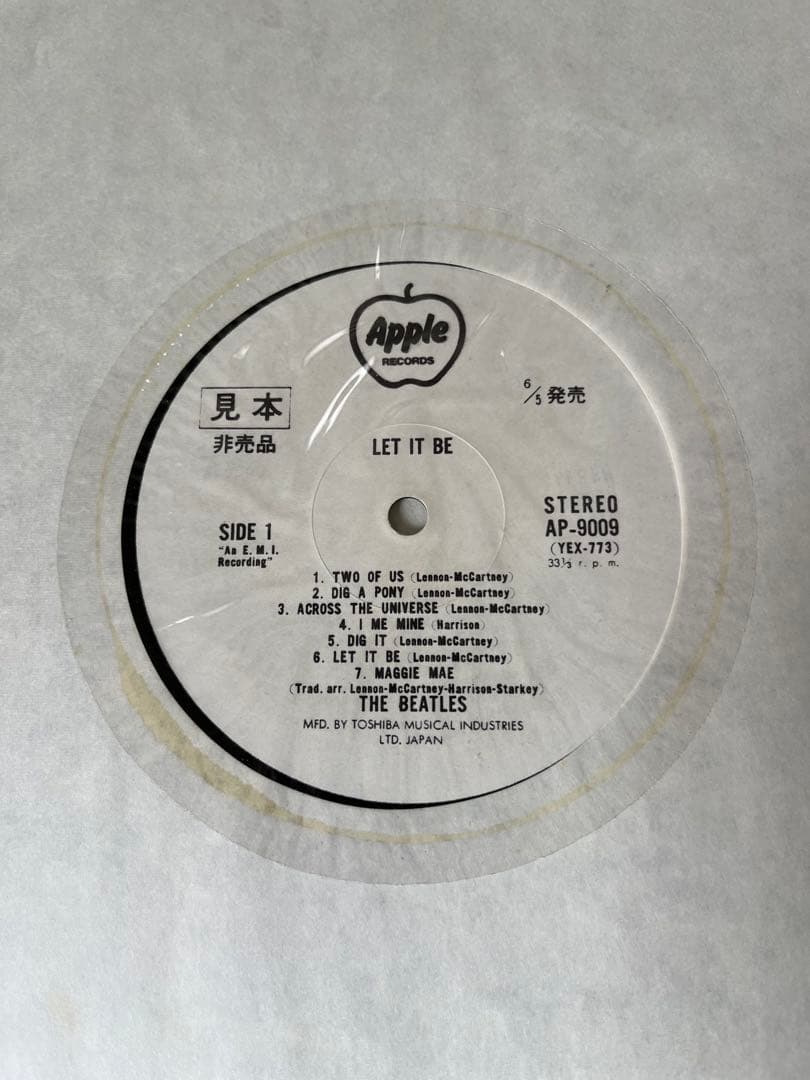 Apple
RECORDS
見本
非売品
6/5 発売
LET IT BE
SIDE 1
"An E. M. I.
Recording"
STEREO
AP-9009
(YEX-773)
33⅓ r. p. m.
1. TWO OF US (Lennon-McCartney)
2. DIG A PONY (Lennon-McCartney)
3. ACROSS THE UNIVERSE (Lennon-McCartney)
4. I ME MINE (Harrison)
5. DIG IT (Lennon-McCartney)
6. LET IT BE (Lennon-McCartney)
7. MAGGIE MAE
(Trad. arr. Lennon-McCartney-Harrison-Starkey)
THE BEATLES
MFD. BY TOSHIBA MUSICAL INDUSTRIES
LTD. JAPAN